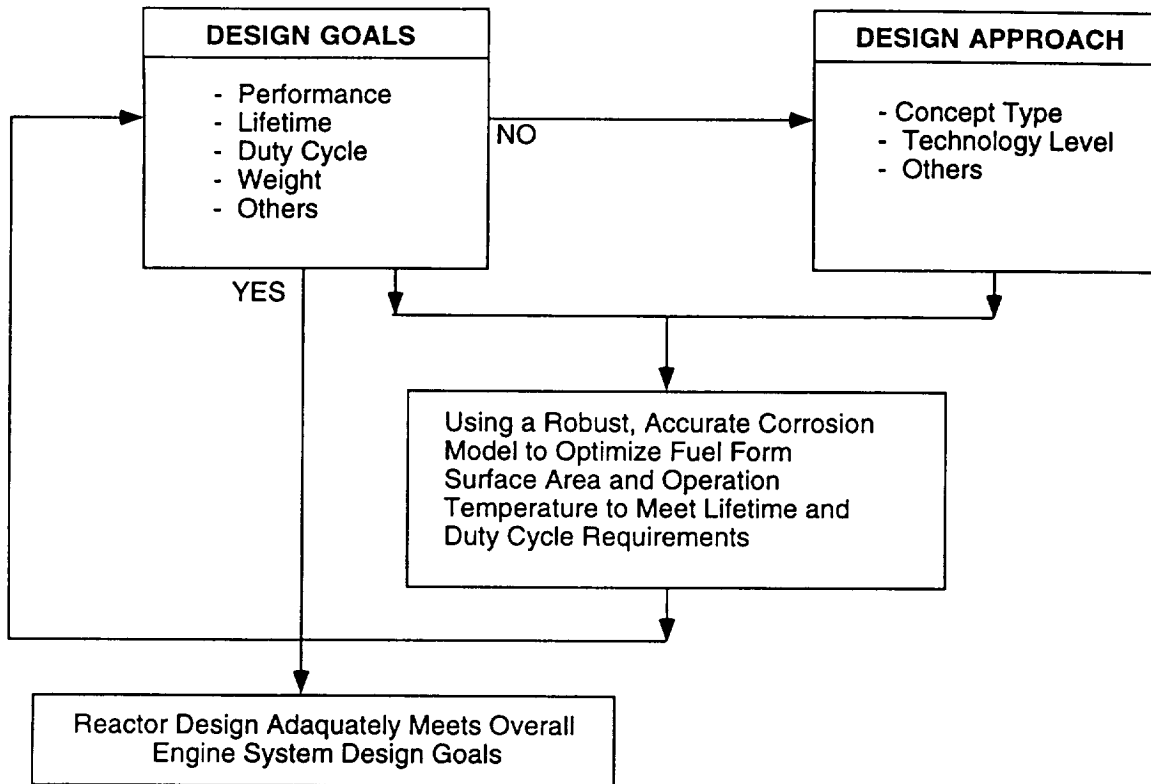 DESIGN GOALS
- Performance
- Lifetime
- Duty Cycle
- Weight
- Others
NO
YES
DESIGN APPROACH
- Concept Type
- Technology Level
- Others
Using a Robust, Accurate Corrosion
Model to Optimize Fuel Form
Surface Area and Operation
Temperature to Meet Lifetime and
Duty Cycle Requirements
Reactor Design Adaquately Meets Overall
Engine System Design Goals